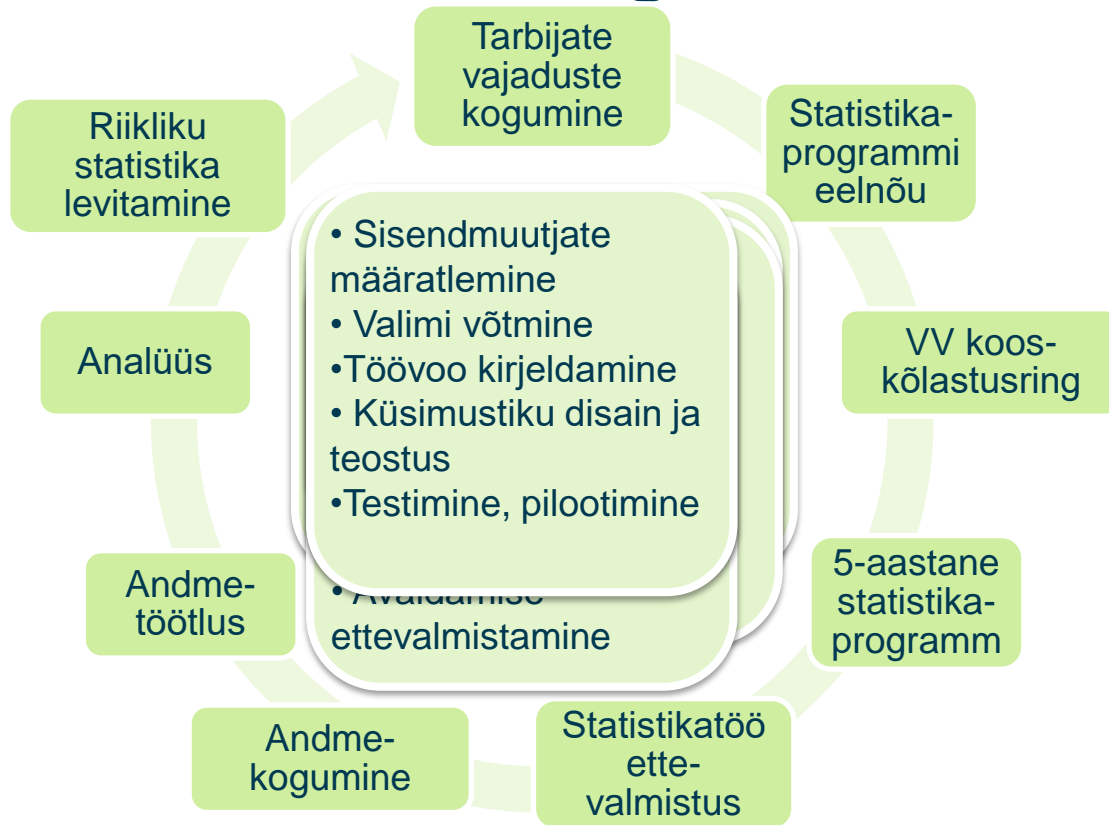 Tarbijate
vajaduste
kogumine
Statistika-
programmi
eelnõu
VV koos-
kõlastusring
5-aastane
statistika-
programm
Statistikatöö
ette-
valmistus
Andme-
kogumine
Andme-
töötlus
Analüüs
Riikliku
statistika
levitamine
• Sisendmuutjate
määratlemine
• Valimi võtmine
•Töövoo kirjeldamine
• Küsimustiku disain ja
teostus
•Testimine, pilootimine
• Avaldamise
ettevalmistamine